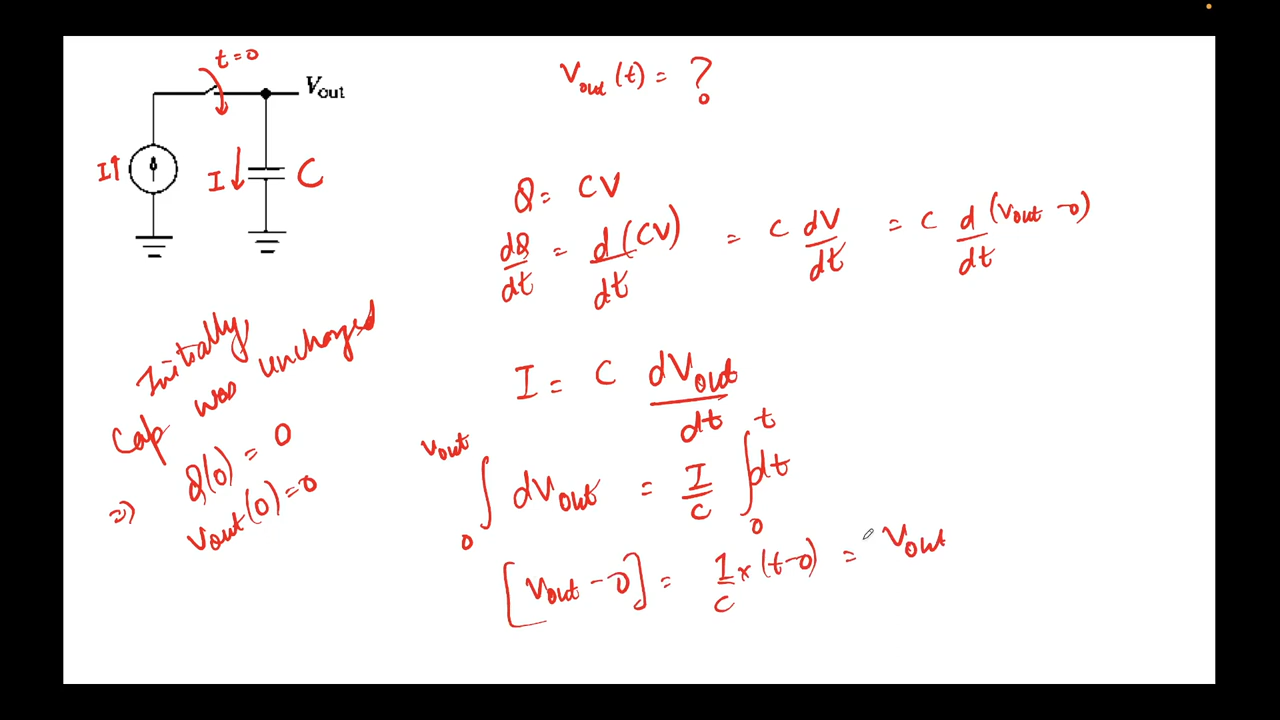 t=0
Vout
I↑
I↓
C
Vout (t) = ?
Q = CV
dQ/dt = d(CV)/dt = C dV/dt = C d/dt (Vout - 0)
I = C dVout/dt
∫₀^Vout dVout = I/C ∫₀^t dt
[Vout - 0] = I/C × (t-0) = Vout
Initially
Cap was uncharged
⇒ Q(0) = 0
Vout(0) = 0